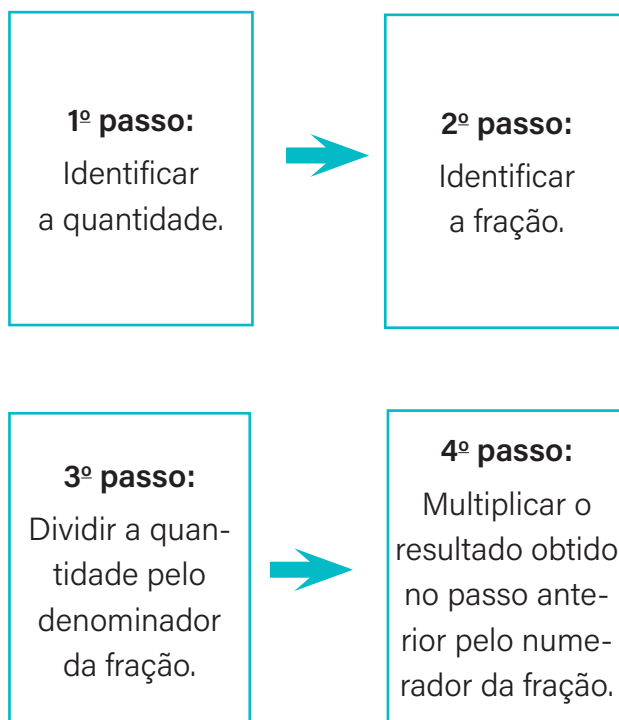 1º passo:
Identificar
a quantidade.
2º passo:
Identificar
a fração.
3º passo:
Dividir a quan-
tidade pelo
denominador
da fração.
4º passo:
Multiplicar o
resultado obtido
no passo ante-
rior pelo nume-
rador da fração.